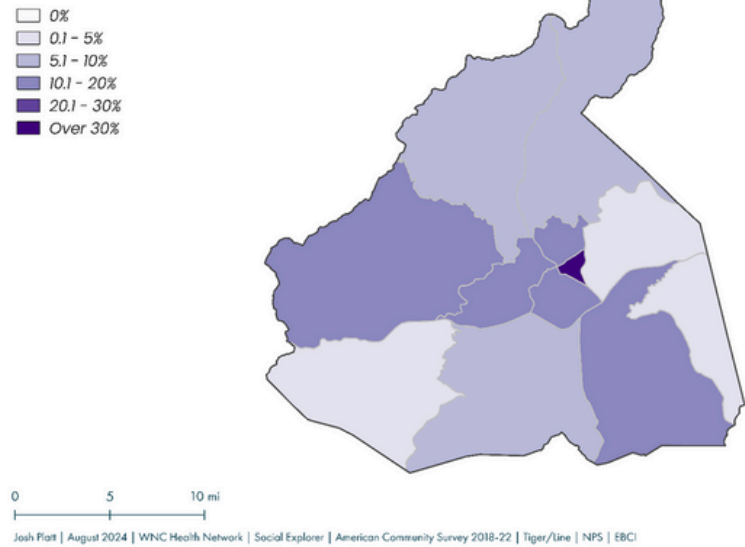 0%
0.1 - 5%
5.1 - 10%
10.1 - 20%
20.1 - 30%
Over 30%
0 5 10 mi
Josh Platt | August 2024 | WNC Health Network | Social Explorer | American Community Survey 2018-22 | Tiger/Line | NPS | EBCI